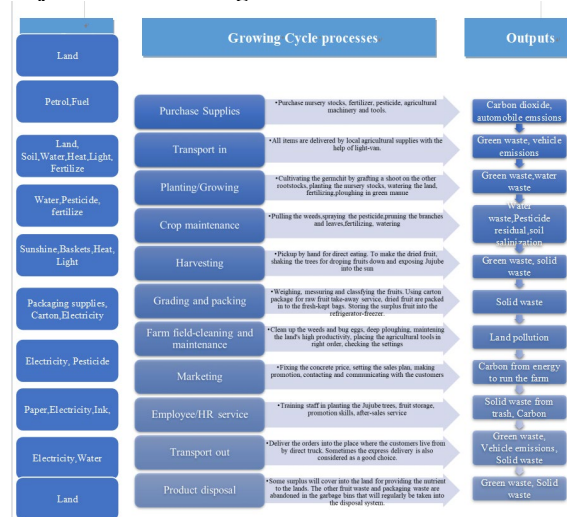 Growing Cycle processes
Outputs
Land
Petrol,Fuel
Land,
Soil,Water,Heat,Light,
Fertilize
Water,Pesticide,
fertilize
Sunshine,Baskets,Heat,
Light
Packaging supplies,
Carton,Electricity
Electricity, Pesticide
Paper,Electricity,Ink,
Electricity,Water
Land
Purchase Supplies
•Purchase nursery stocks, fertilizer, pesticide, agricultural
machinery and tools.
Carbon dioxide,
automobile emssions
Transport in
•All items are delivered by local agricultural supplies with the
help of light-van.
Green waste, vehicle
emissions
Planting/Growing
•Cultivating the germchit by grafting a shoot on the other
rootstocks, planting the nursery stocks, watering the land,
fertilizing,ploughing in green manue
Green waste,water
waste
Crop maintenance
•Pulling the weeds,spraying the pesticide,pruning the branches
and leaves,fertilizing, watering
Water
waste,Pesticide
residual,soil
salinization
Harvesting
•Pickup by hand for direct eating. To make the dried fruit,
shaking the trees for droping fruits down and exposing Jujube
into the sun
Green waste, solid
waste
Grading and packing
•Weighing, messuring and classifying the fruits. Using carton
package for raw fruit take-away service, dried fruit are packed
in to the fresh-kept bags. Storing the surplus fruit into the
refrigerator-freezer.
Solid waste
Farm field-cleaning and
maintenance
•Clean up the weeds and bug eggs, deep ploughing, maintening
the land's high productivity, placing the agricultural tools in
right order, checking the settings
Land pollution
Marketing
•Fixing the concrete price, setting the sales plan, making
promotion, contacting and communicating with the customers
Carbon from energy
to run the farm
Employee/HR service
•Training staff in planting the Jujube trees, fruit storage,
promotion skills, after-sales service
Solid waste from
trash, Carbon
Transport out
•Deliver the orders into the place where the customers live from
by direct truck. Sometimes the express delivery is also
considered as a good choice.
Green waste,
Vehicle emissions,
Solid waste
Product disposal
•Some surplus will cover into the land for providing the nutrient
to the lands. The other fruit waste and packaging waste are
abandoned in the garbage bins that will regularly be taken into
the disposal system.
Green waste, Solid
waste